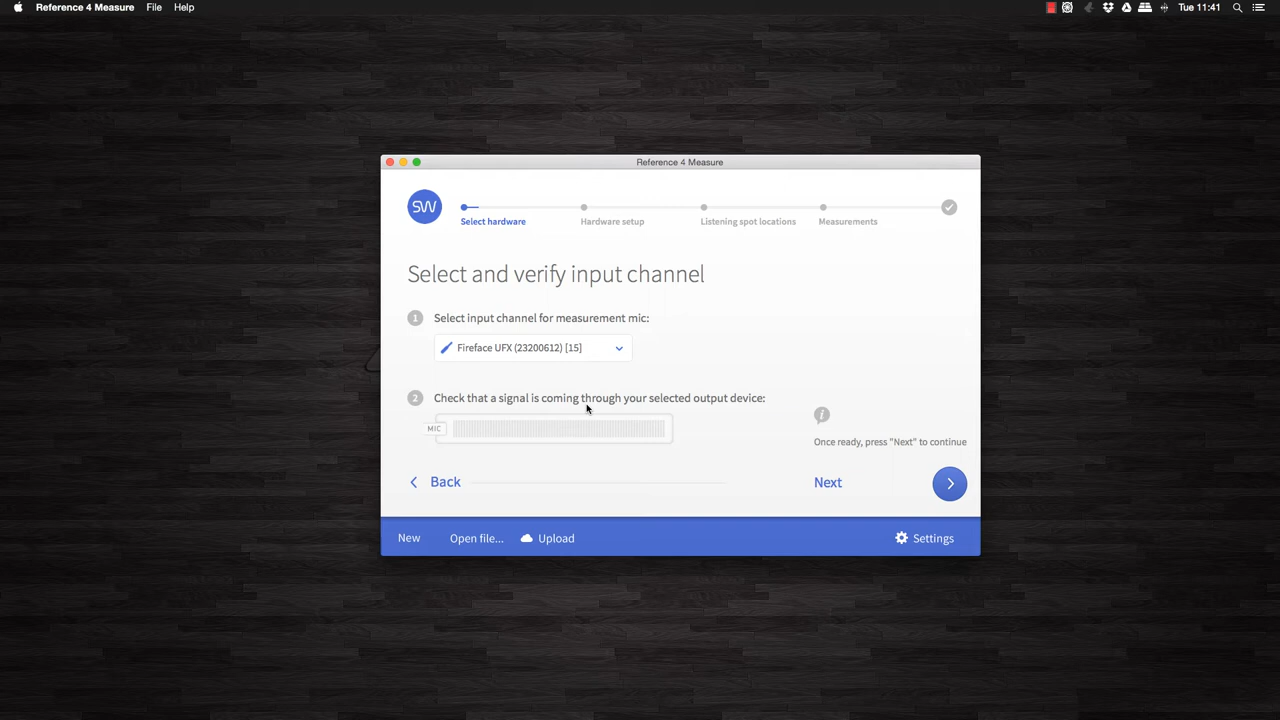 Reference 4 Measure File Help Tue 11:41
Reference 4 Measure
SW
Select hardware Hardware setup Listening spot locations Measurements
Select and verify input channel
1 Select input channel for measurement mic:
Fireface UFX (23200612) [15]
2 Check that a signal is coming through your selected output device:
MIC
i
Once ready, press "Next" to continue
Back Next
New Open file... Upload Settings